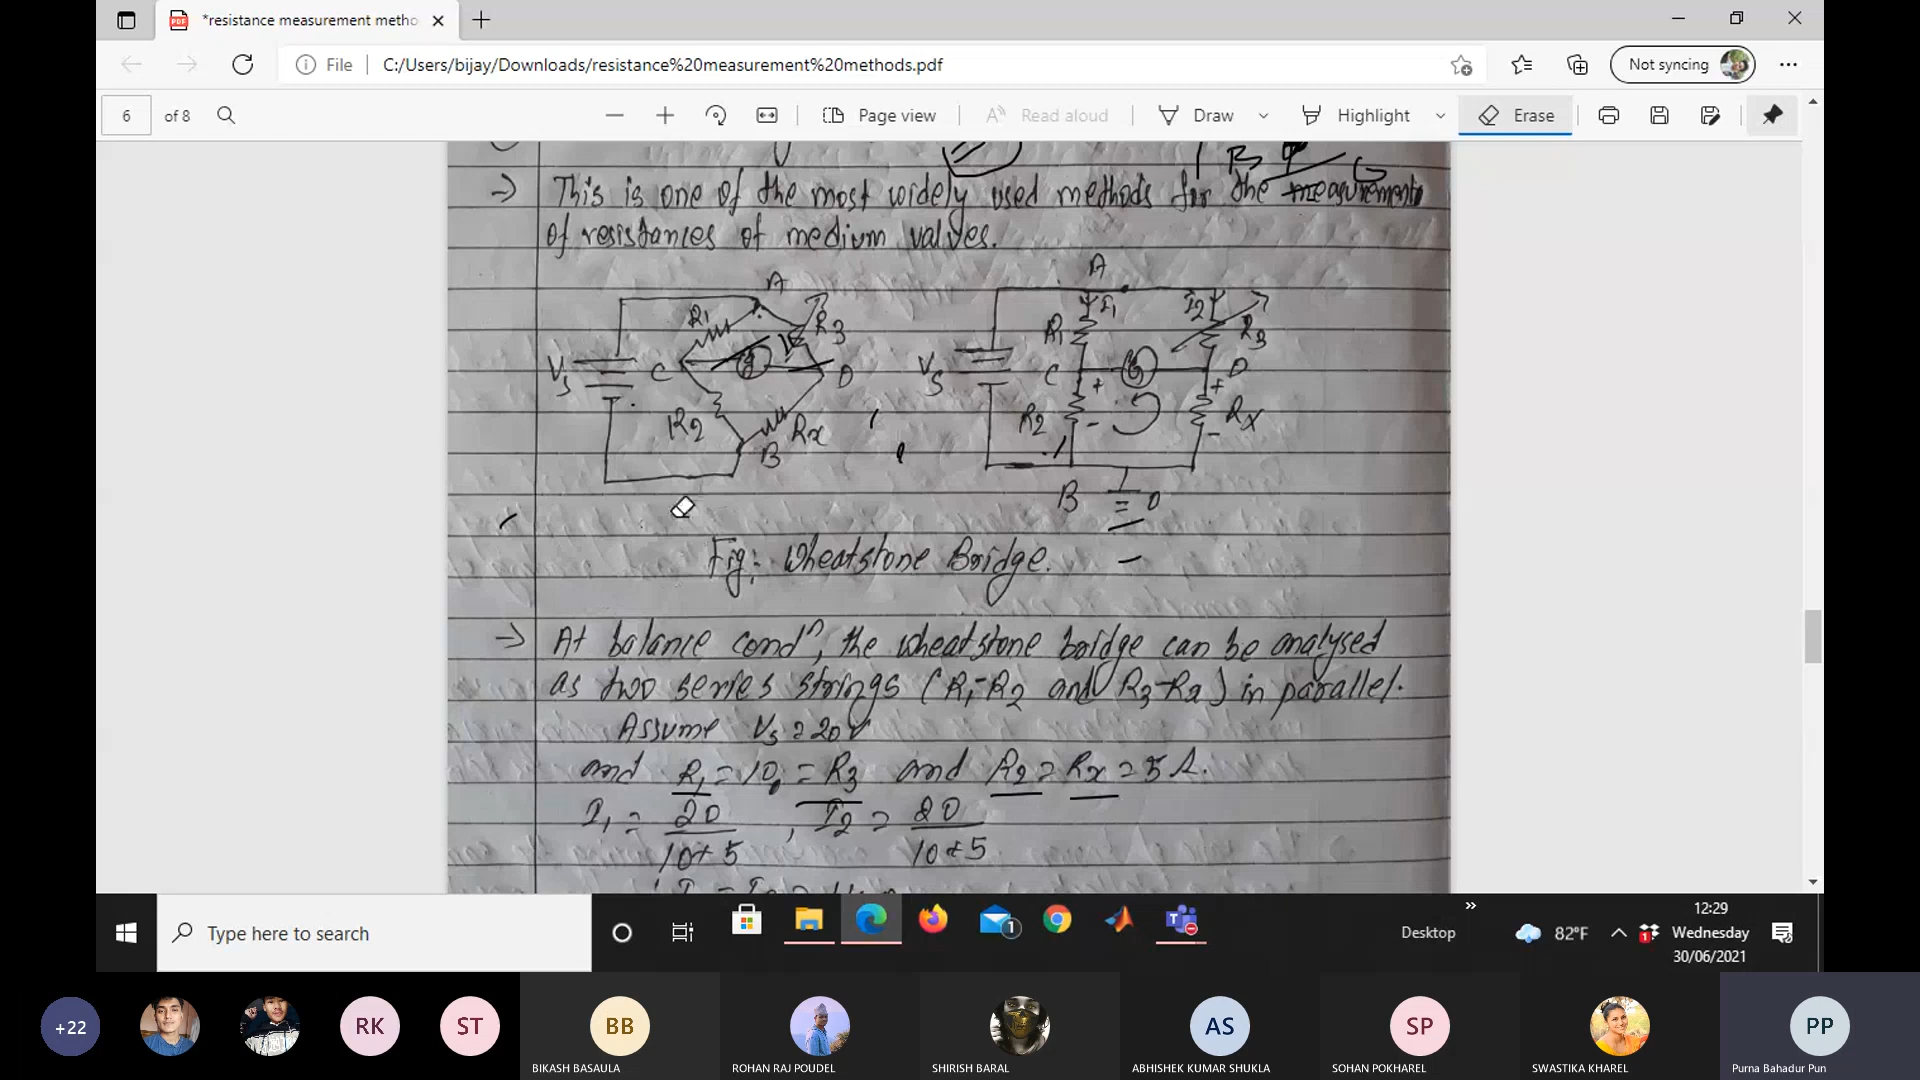 *resistance measurement metho
File
C:/Users/bijay/Downloads/resistance%20measurement%20methods.pdf
Not syncing
6 of 8
Page view
Read aloud
Draw
Highlight
Erase
→ This is one of the most widely used methods for the measurement
of resistances of medium values.
A
R1
R3
Vs
C
G
D
R2
Rx
B
A
I1
I2
R1
R3
Vs
C
G
D
+
+
R2
-
Rx
-
B
0
Fig:- Wheatstone Bridge.
→ At balance condn, the wheatstone bridge can be analysed
as two series strings (R1-R2 and R3-Rx) in parallel.
Assume Vs = 20V
and R1 = 10 = R3 and R2 = Rx = 5Ω.
I1 = 20 , I2 = 20
10+5 10+5
Type here to search
1
Desktop
82°F
1
12:29
Wednesday
30/06/2021
+22
RK
ST
BB
AS
SP
PP
BIKASH BASAULA
ROHAN RAJ POUDEL
SHIRISH BARAL
ABHISHEK KUMAR SHUKLA
SOHAN POKHAREL
SWASTIKA KHAREL
Purna Bahadur Pun